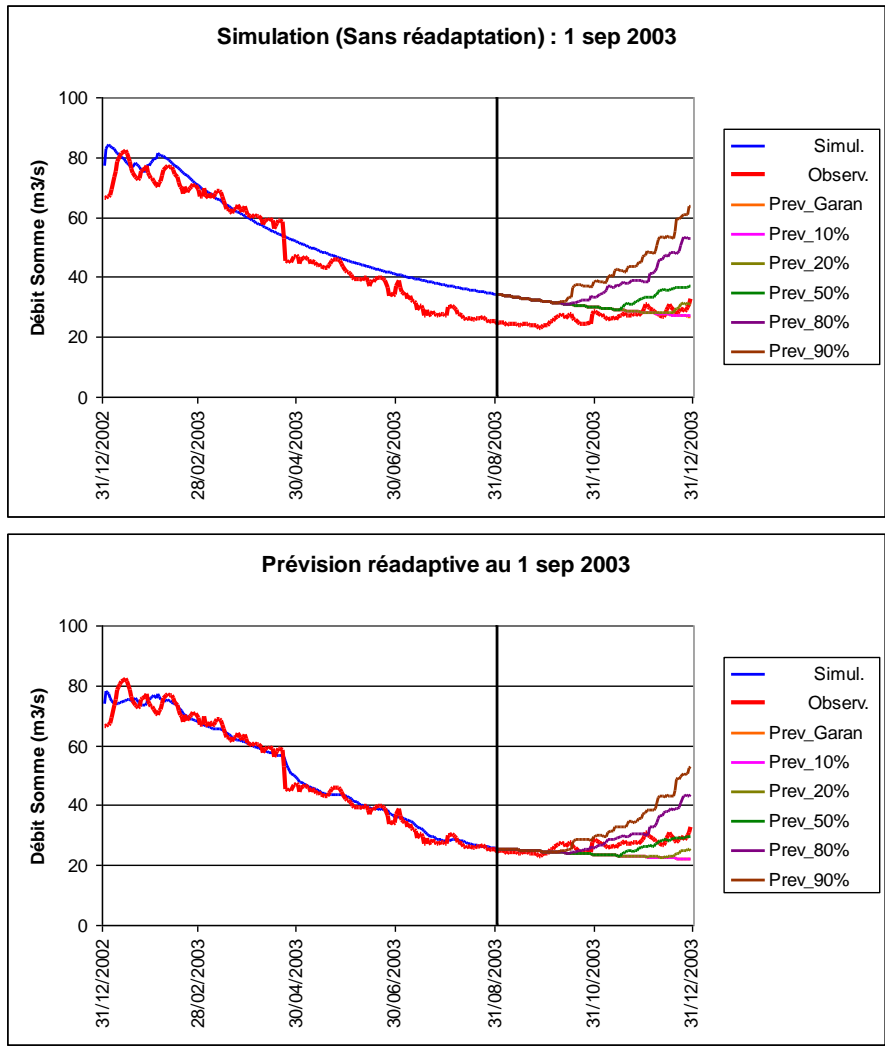 Simulation (Sans réadaptation) : 1 sep 2003
Débit Somme (m3/s)
100
80
60
40
20
0
31/12/2002
28/02/2003
30/04/2003
30/06/2003
31/08/2003
31/10/2003
31/12/2003
Simul.
Observ.
Prev_Garan
Prev_10%
Prev_20%
Prev_50%
Prev_80%
Prev_90%
Prévision réadaptive au 1 sep 2003
Débit Somme (m3/s)
100
80
60
40
20
0
31/12/2002
28/02/2003
30/04/2003
30/06/2003
31/08/2003
31/10/2003
31/12/2003
Simul.
Observ.
Prev_Garan
Prev_10%
Prev_20%
Prev_50%
Prev_80%
Prev_90%